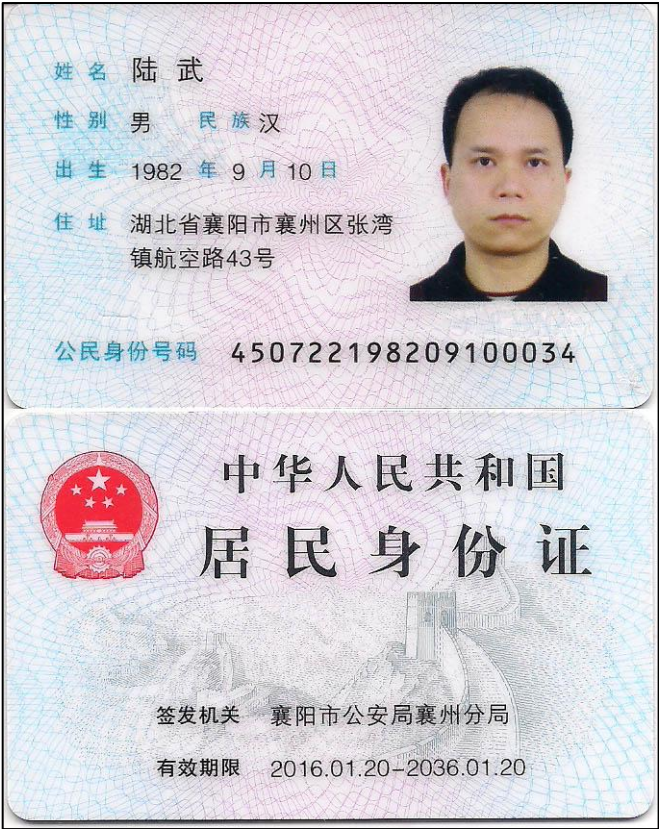 姓名 陆武
性别 男 民族 汉
出生 1982 年 9 月 10 日
住址 湖北省襄阳市襄州区张湾
镇航空路43号
公民身份号码 450722198209100034
中华人民共和国
居民身份证
签发机关 襄阳市公安局襄州分局
有效期限 2016.01.20-2036.01.20